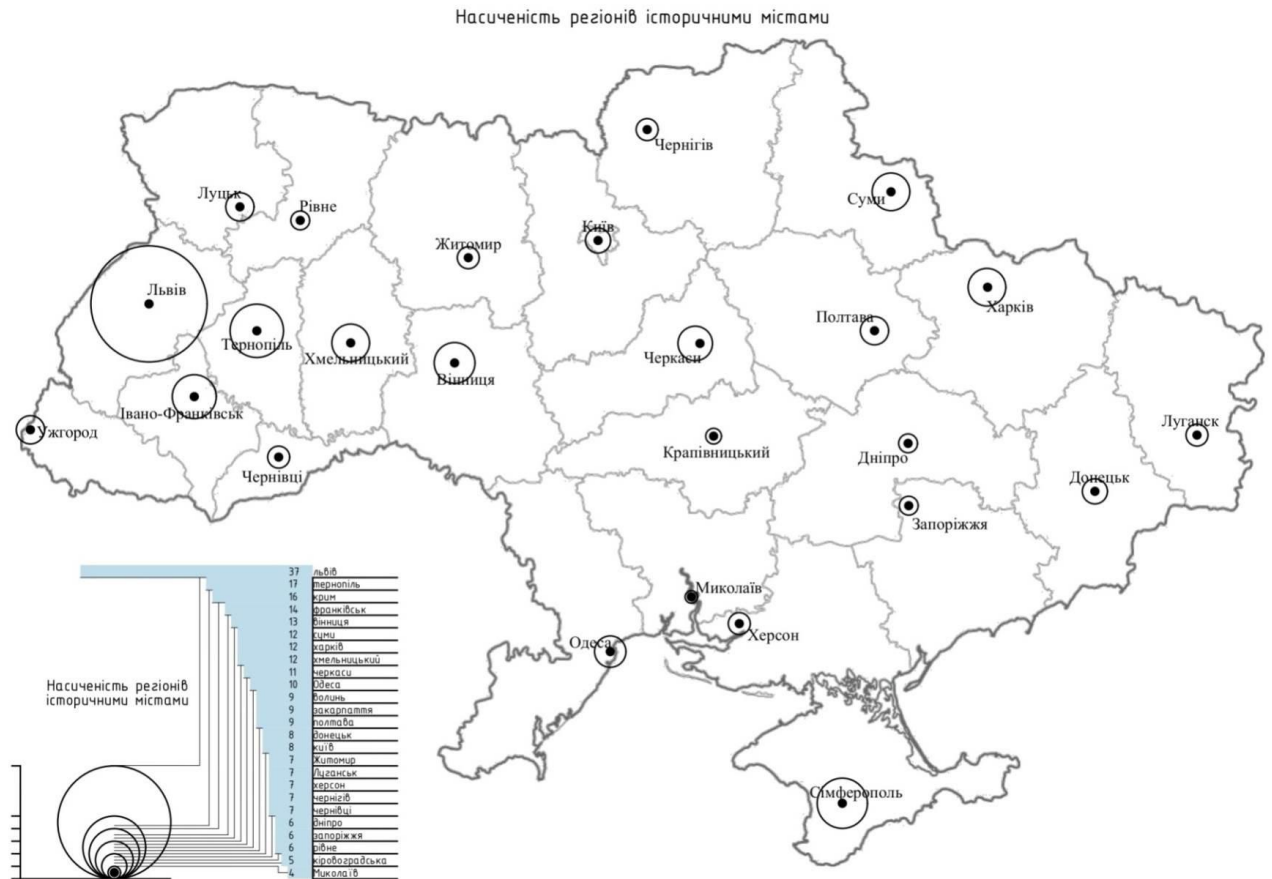 Насиченість регіонів історичними містами
Чернігів
Луцьк
Рівне
Суми
Київ
Житомир
Львів
Харків
Полтава
Тернопіль
Хмельницький
Черкаси
Вінниця
Івано-Франківськ
Ужгород
Луганск
Крапівницький
Дніпро
Чернівці
Донецьк
Запоріжжя
Миколаїв
Херсон
Одеса
Сімферополь
Насиченість регіонів
історичними містами
37 львів
17 тернопіль
16 крим
14 франківськ
13 вінниця
12 суми
12 харків
12 хмельницький
11 черкаси
10 Одеса
9 волинь
9 закарпаття
9 полтава
8 донецьк
8 київ
7 Житомир
7 Луганськ
7 херсон
7 чернігів
7 чернівці
6 дніпро
6 запоріжжя
6 рівне
5 кіровоградська
4 Миколаїв